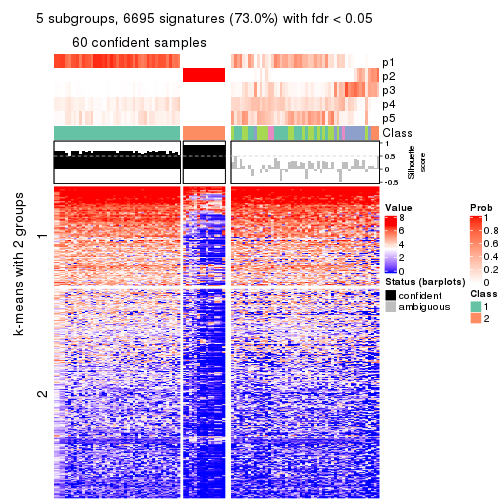 5 subgroups, 6695 signatures (73.0%) with fdr < 0.05
60 confident samples
p1
p2
p3
p4
p5
Class
1
0.5
0
-0.5
Silhouette
score
k-means with 2 groups
1
2
Value
8
6
4
2
0
Status (barplots)
confident
ambiguous
Prob
1
0.8
0.6
0.4
0.2
0
Class
1
2